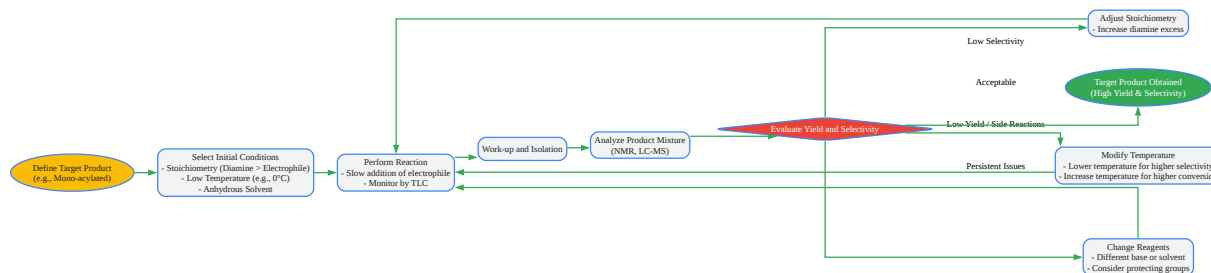 Define Target Product
(e.g., Mono-acylated)
Select Initial Conditions
- Stoichiometry (Diamine > Electrophile)
- Low Temperature (e.g., 0°C)
- Anhydrous Solvent
Perform Reaction
- Slow addition of electrophile
- Monitor by TLC
Work-up and Isolation
Analyze Product Mixture
(NMR, LC-MS)
Evaluate Yield and Selectivity
Low Selectivity
Acceptable
Low Yield / Side Reactions
Persistent Issues
Adjust Stoichiometry
- Increase diamine excess
Target Product Obtained
(High Yield & Selectivity)
Modify Temperature
- Lower temperature for higher selectivity
- Increase temperature for higher conversion
Change Reagents
- Different base or solvent
- Consider protecting groups